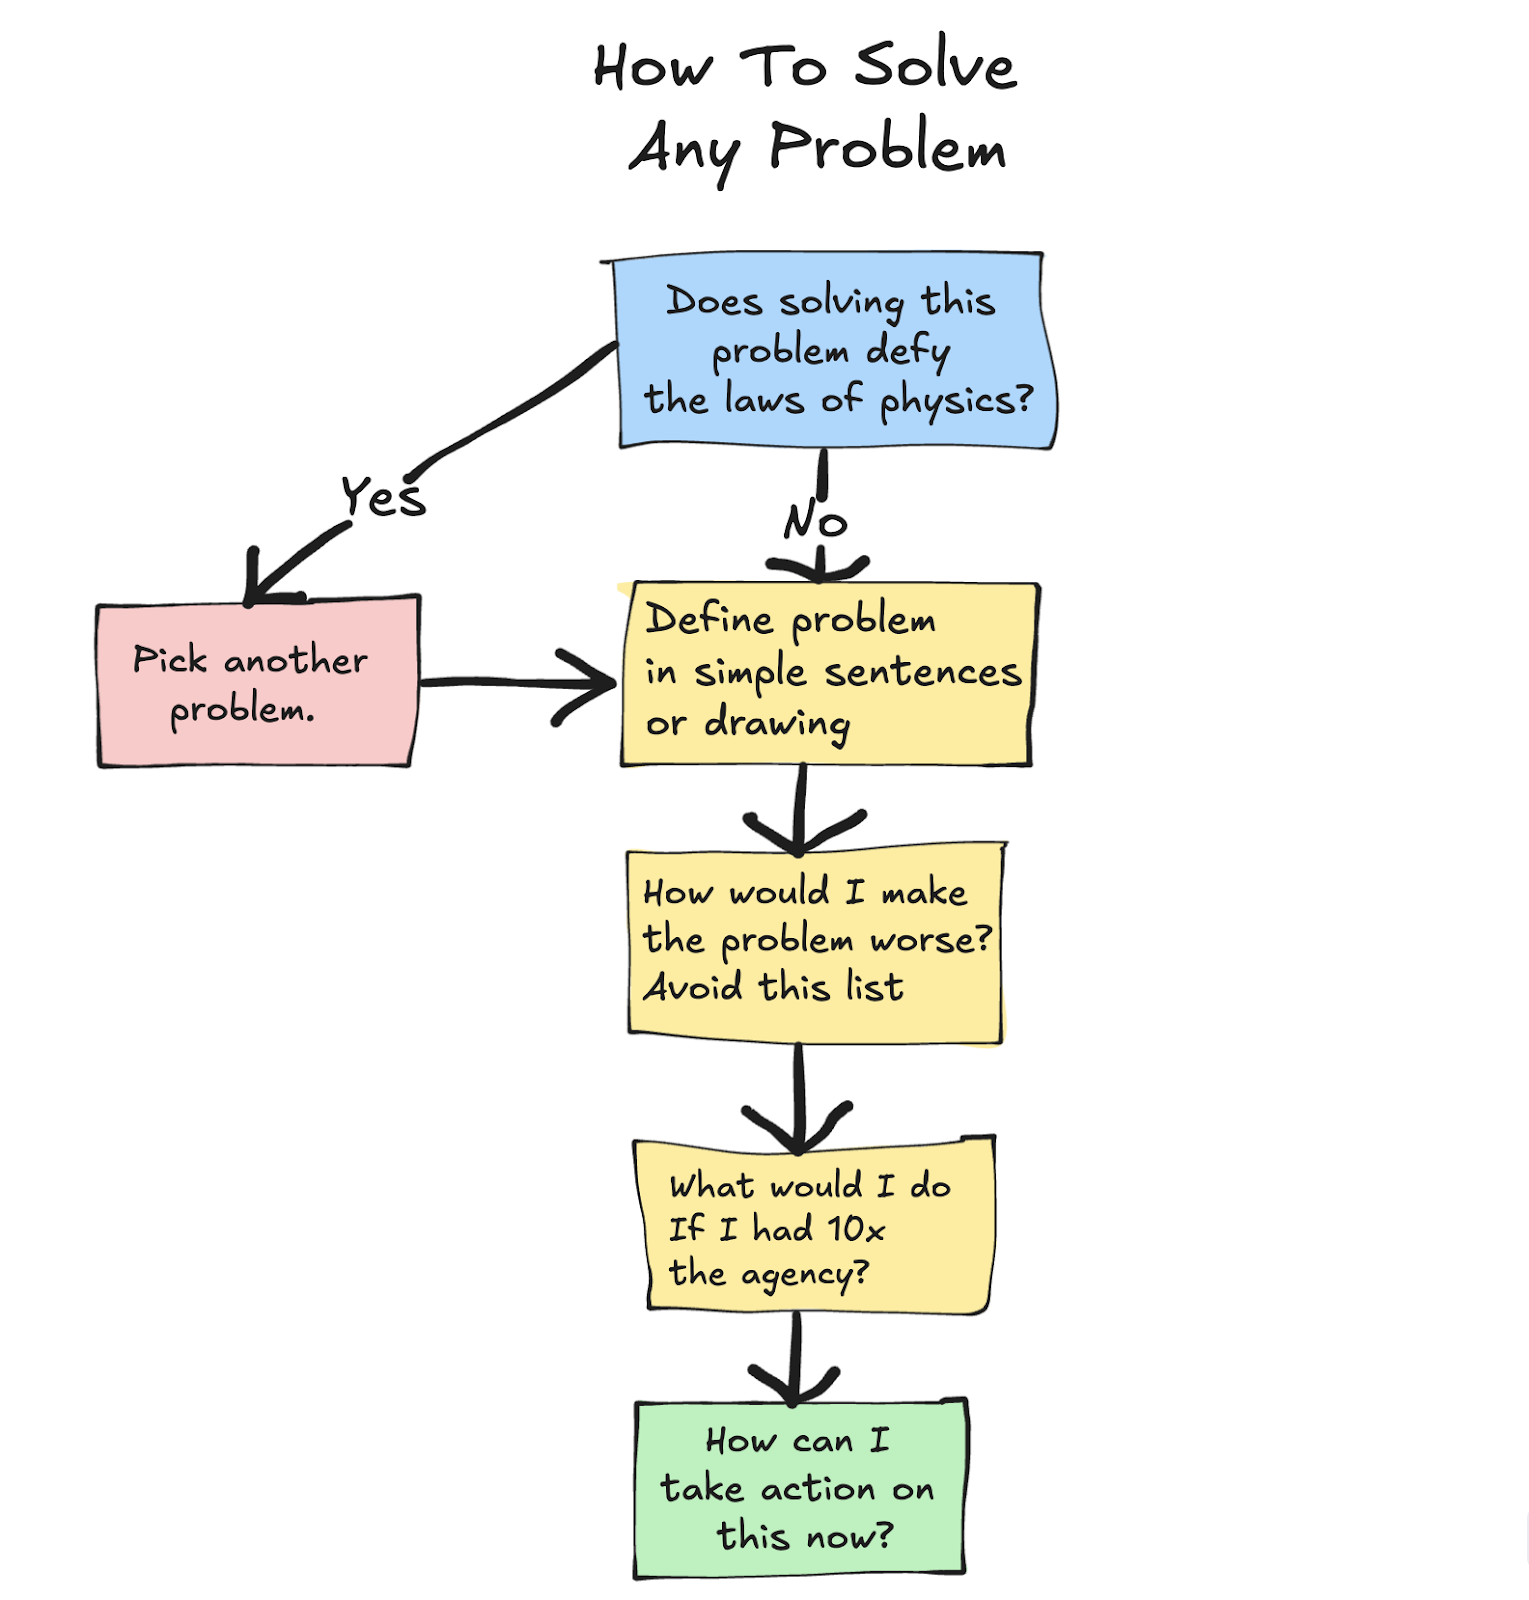 How To Solve
Any Problem
Does solving this
problem defy
the laws of physics?
Yes
No
Pick another
problem.
Define problem
in simple sentences
or drawing
How would I make
the problem worse?
Avoid this list
What would I do
If I had 10x
the agency?
How can I
take action on
this now?